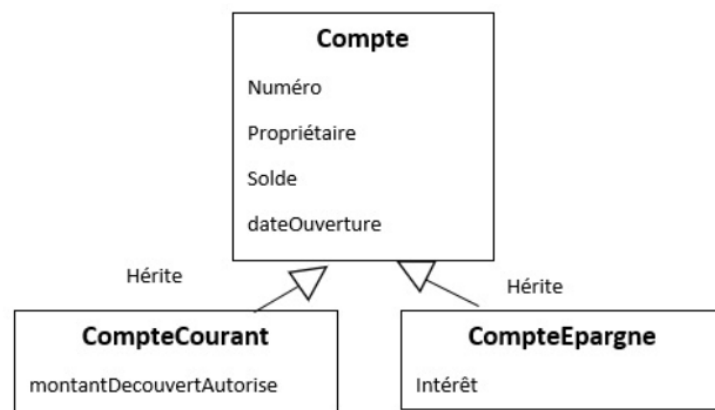 Compte
Numéro
Propriétaire
Solde
dateOuverture
Hérite
Hérite
CompteCourant
montantDecouvertAutorise
CompteEpargne
Intérêt